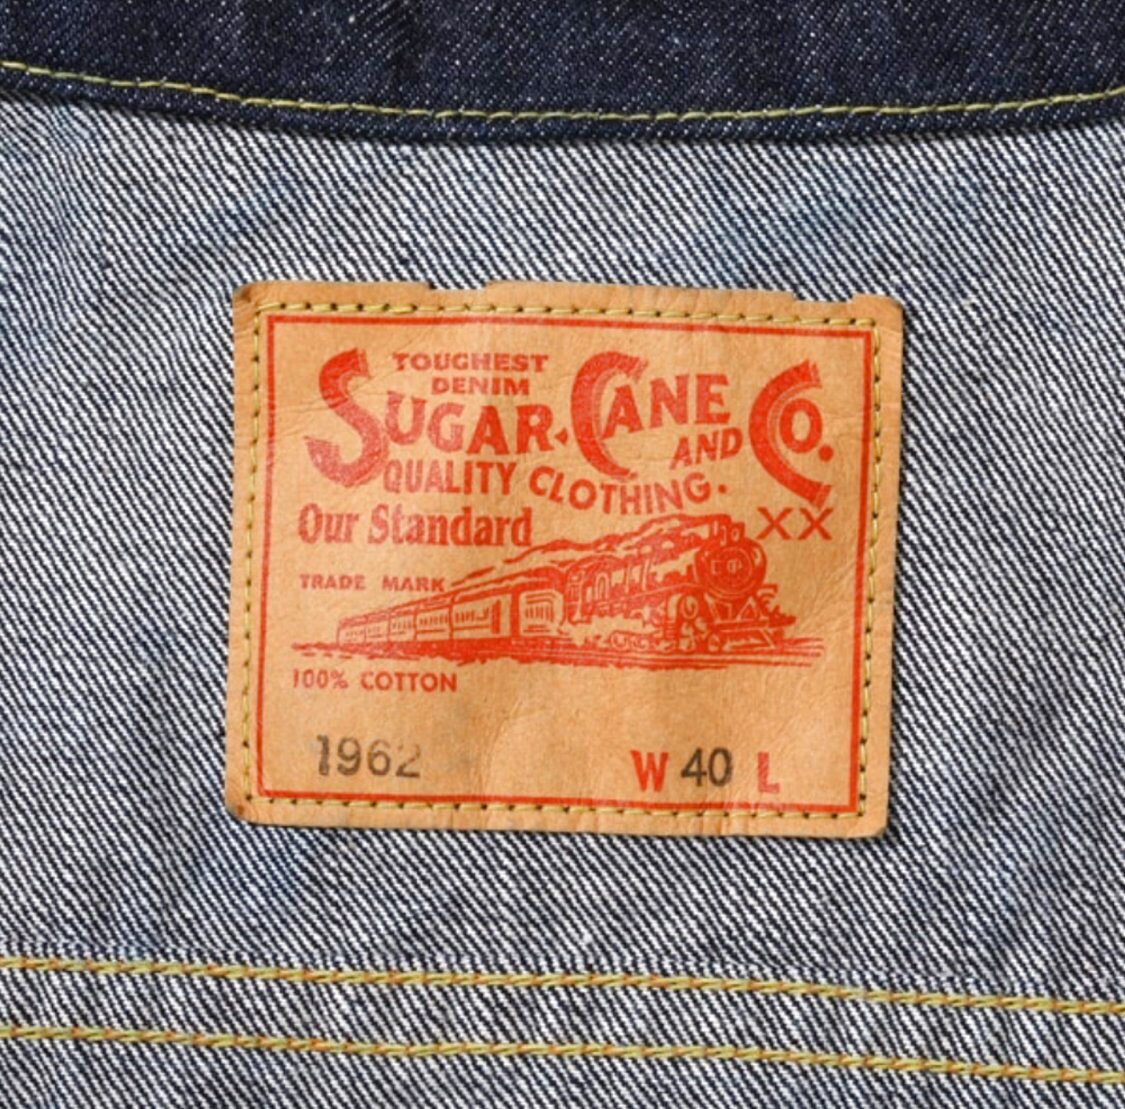 TOUGHEST
DENIM
SUGAR·CANE CO.
AND
QUALITY CLOTHING.
Our Standard XX
TRADE MARK
100% COTTON
1962 W 40 L